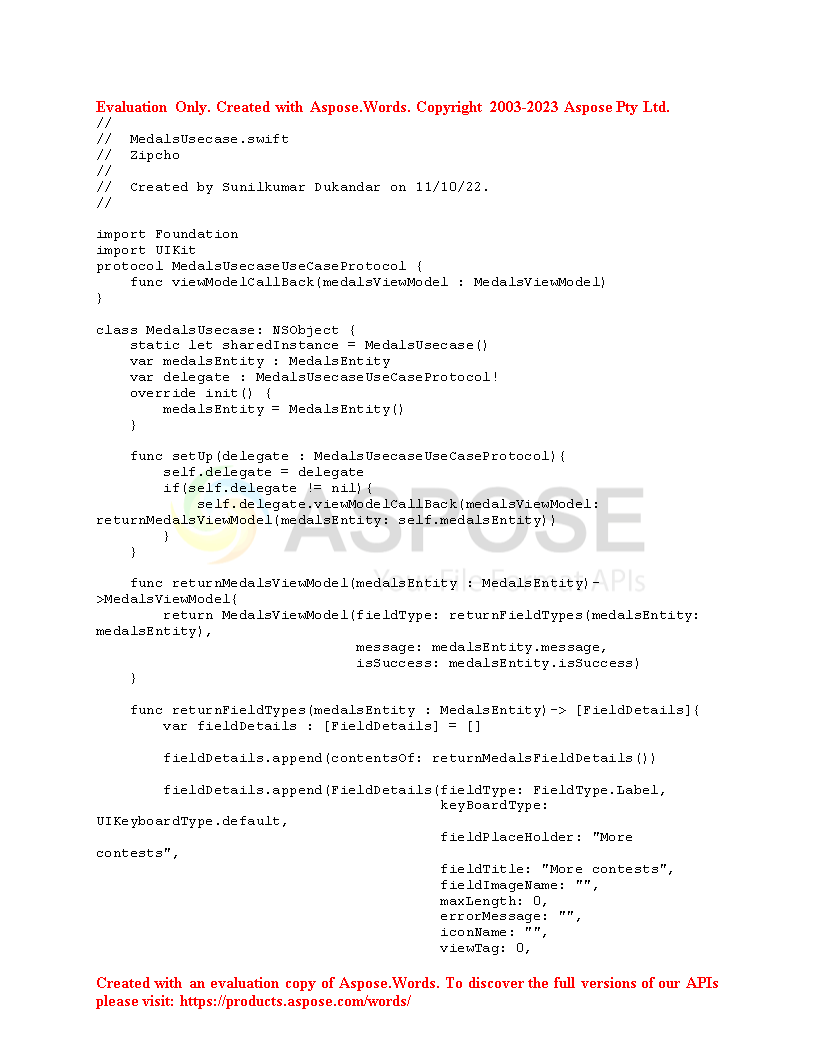 Evaluation Only. Created with Aspose.Words. Copyright 2003-2023 Aspose Pty Ltd.
//
//  MedalsUsecase.swift
//  Zipcho
//
//  Created by Sunilkumar Dukandar on 11/10/22.
//
import Foundation
import UIKit
protocol MedalsUsecaseUseCaseProtocol {
    func viewModelCallBack(medalsViewModel : MedalsViewModel)
}
class MedalsUsecase: NSObject {
    static let sharedInstance = MedalsUsecase()
    var medalsEntity : MedalsEntity
    var delegate : MedalsUsecaseUseCaseProtocol!
    override init() {
        medalsEntity = MedalsEntity()
    }
    func setUp(delegate : MedalsUsecaseUseCaseProtocol){
        self.delegate = delegate
        if(self.delegate != nil){
            self.delegate.viewModelCallBack(medalsViewModel:
returnMedalsViewModel(medalsEntity: self.medalsEntity))
        }
    }
ASPOSE
Your File Format APIs
    func returnMedalsViewModel(medalsEntity : MedalsEntity)-
>MedalsViewModel{
        return MedalsViewModel(fieldType: returnFieldTypes(medalsEntity:
medalsEntity),
                               message: medalsEntity.message,
                               isSuccess: medalsEntity.isSuccess)
    }
    func returnFieldTypes(medalsEntity : MedalsEntity)-> [FieldDetails]{
        var fieldDetails : [FieldDetails] = []
        fieldDetails.append(contentsOf: returnMedalsFieldDetails())
        fieldDetails.append(FieldDetails(fieldType: FieldType.Label,
                                         keyBoardType:
UIKeyboardType.default,
                                         fieldPlaceHolder: "More
contests",
                                         fieldTitle: "More contests",
                                         fieldImageName: "",
                                         maxLength: 0,
                                         errorMessage: "",
                                         iconName: "",
                                         viewTag: 0,
Created with an evaluation copy of Aspose.Words. To discover the full versions of our APIs
please visit: https://products.aspose.com/words/